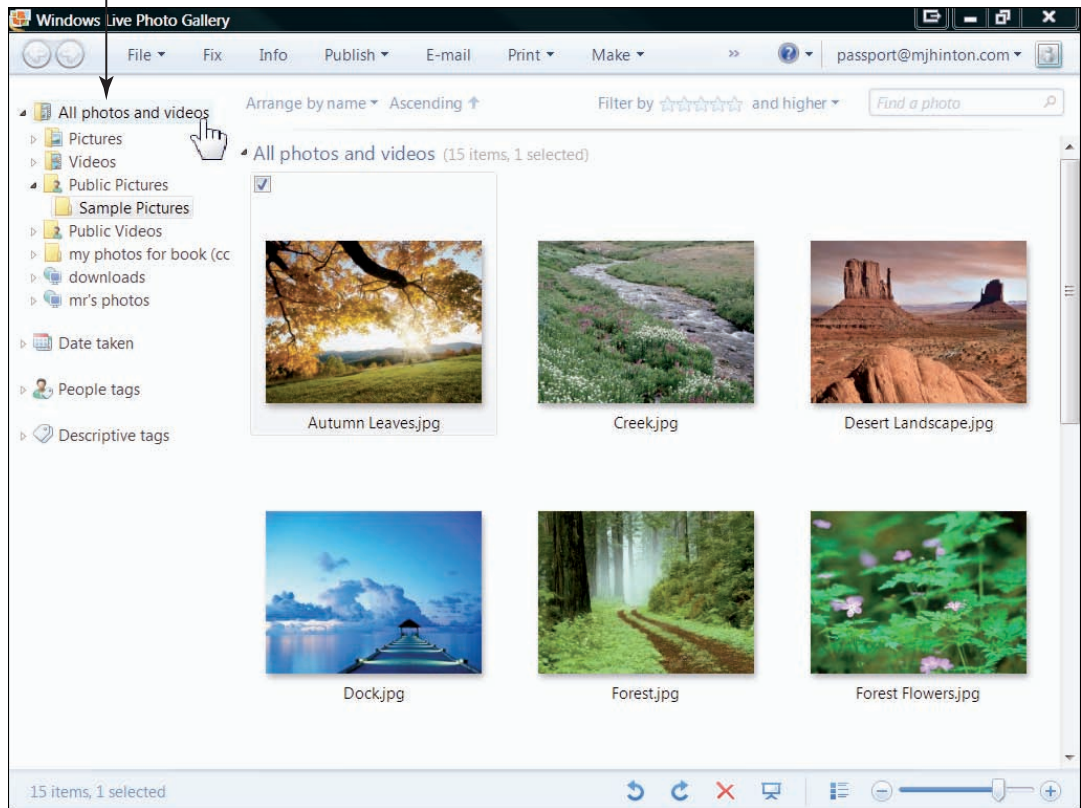 Windows Live Photo Gallery
File Fix Info Publish E-mail Print Make » passport@mjhinton.com
Arrange by name Ascending Filter by and higher Find a photo
All photos and videos
Pictures
Videos
Public Pictures
Sample Pictures
Public Videos
my photos for book (cc
downloads
mr's photos
Date taken
People tags
Descriptive tags
All photos and videos (15 items, 1 selected)
Autumn Leaves.jpg Creek.jpg Desert Landscape.jpg
Dock.jpg Forest.jpg Forest Flowers.jpg
15 items, 1 selected